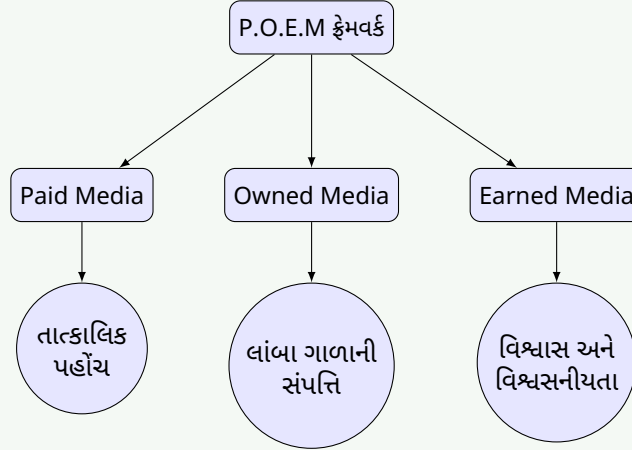 P.O.E.M ફ્રેમવર્ક
Paid Media
Owned Media
Earned Media
તાત્કાલિક
પહોંચ
લાંબા ગાળાની
સંપત્તિ
વિશ્વાસ અને
વિશ્વસનીયતા